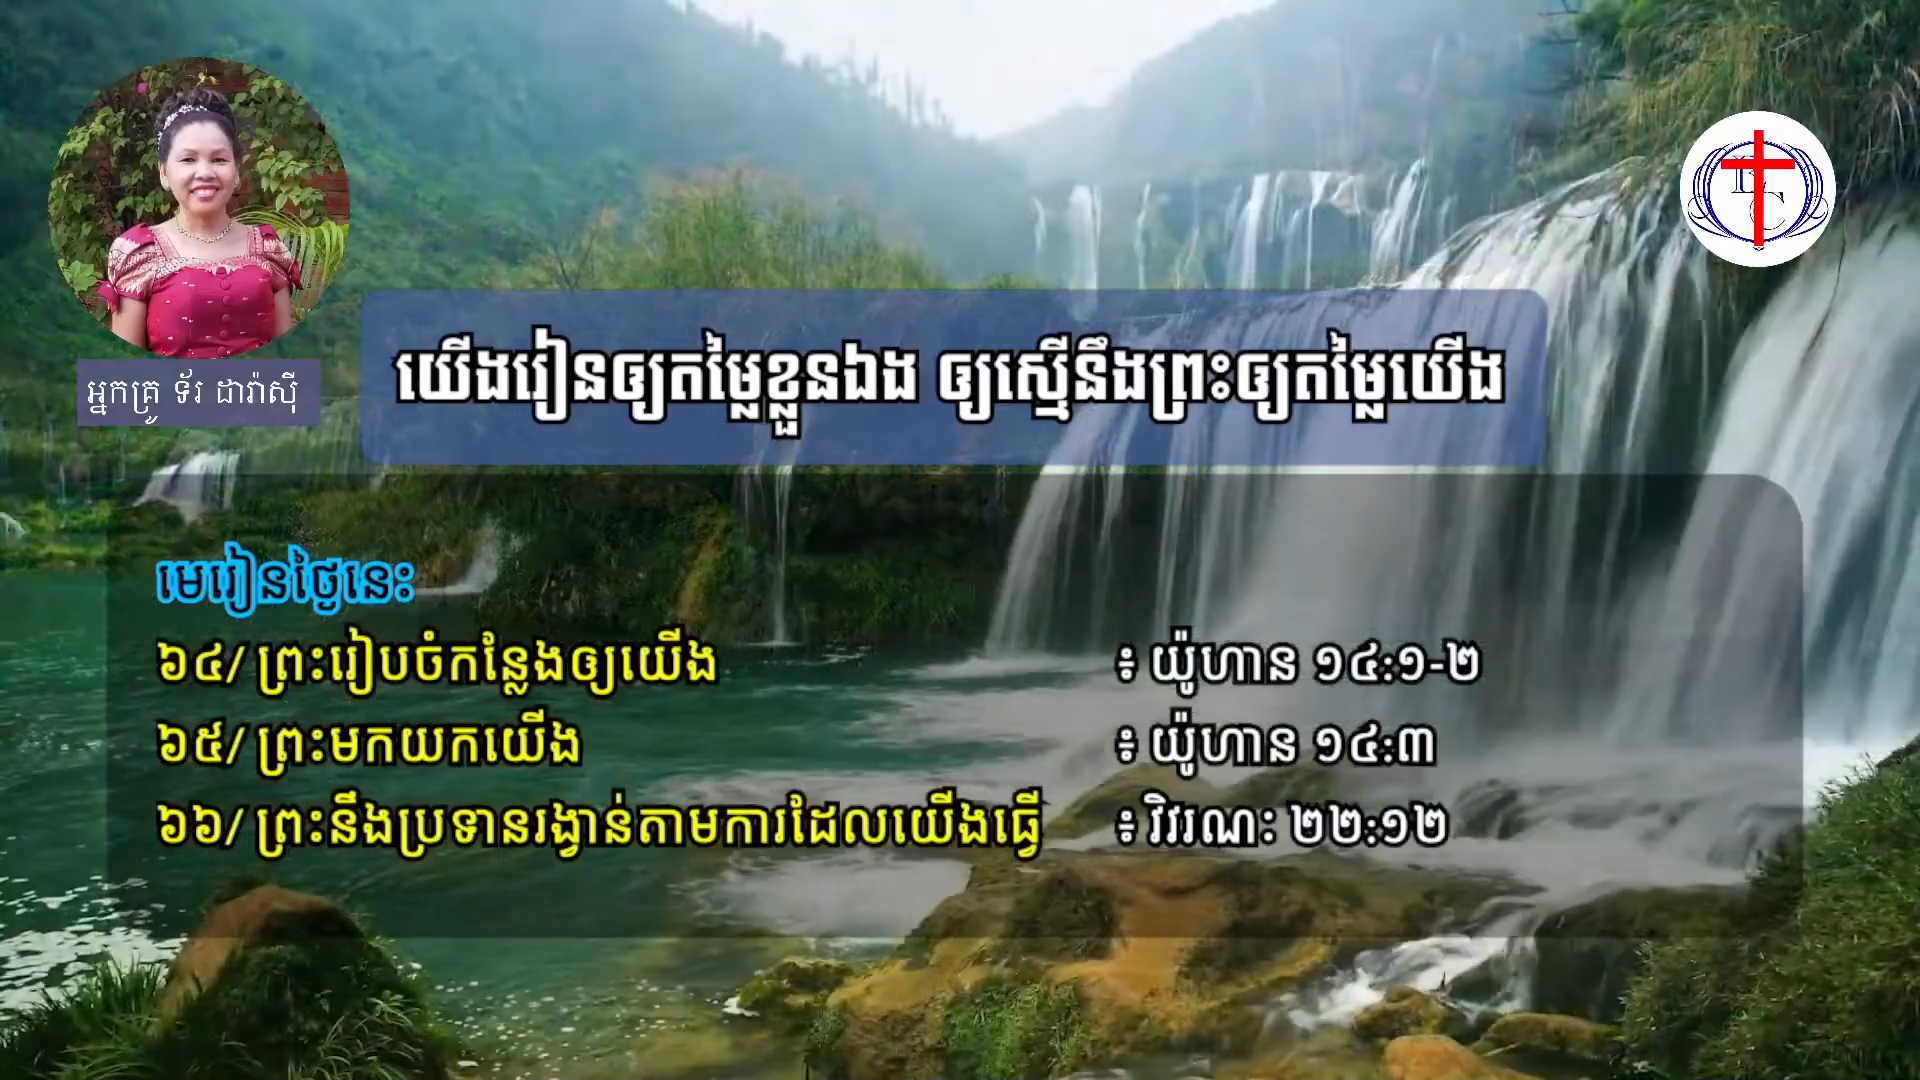 អ្នកគ្រូ ទ័រ ដារ៉ាស៊ី
យើងរៀនឲ្យតម្លៃខ្លួនឯង ឲ្យស្មើនឹងព្រះឲ្យតម្លៃយើង
មេរៀនថ្ងៃនេះ
៦៤/ ព្រះរៀបចំកន្លែងឲ្យយើង ៖ យ៉ូហាន ១៤:១-២
៦៥/ ព្រះមកយកយើង ៖ យ៉ូហាន ១៤:៣
៦៦/ ព្រះនឹងប្រទានរង្វាន់តាមការដែលយើងធ្វើ ៖ វិវរណៈ ២២:១២